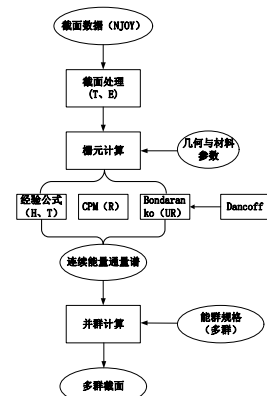 截面数据（NJOY）
截面处理
(T、E)
栅元计算
几何与材料
参数
经验公式
（H、T）
CPM（R）
Bondaran
ko（UR）
Dancoff
连续能量通量谱
并群计算
能群规格
（多群）
多群截面